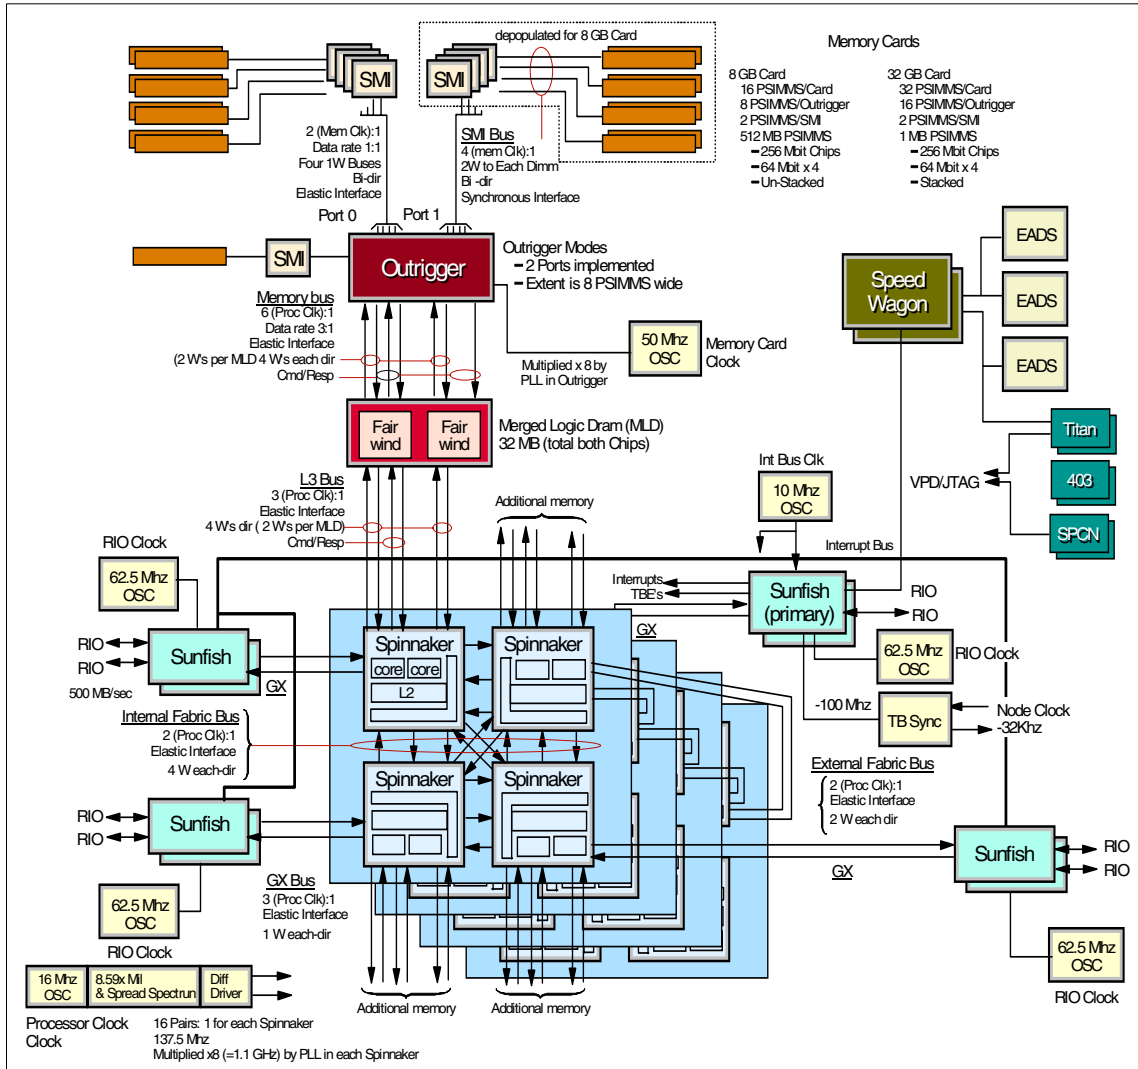 depopulated for 8 GB Card
SMI
SMI
Memory Cards
8 GB Card
16 PSIMMS/Card
8 PSIMMS/Outrigger
2 PSIMMS/SMI
512 MB PSIMMS
- 256 Mbit Chips
- 64 Mbit x 4
- Un-Stacked
32 GB Card
32 PSIMMS/Card
16 PSIMMS/Outrigger
2 PSIMMS/SMI
1 MB PSIMMS
- 256 Mbit Chips
- 64 Mbit x 4
- Stacked
2 (Mem Clk):1
Data rate 1:1
Four 1W Buses
Bi-dir
Elastic Interface
SMI Bus
4 (mem Clk):1
2W to Each Dimm
Bi -dir
Synchronous Interface
Port 0
Port 1
SMI
Outrigger
Outrigger Modes
- 2 Ports implemented
- Extent is 8 PSIMMS wide
Speed
Wagon
EADS
EADS
EADS
Memory bus
6 (Proc Clk):1
Data rate 3:1
Elastic Interface
(2 W's per MLD 4 W's each dir
Cmd/Resp
50 Mhz
OSC
Memory Card
Clock
Multiplied x 8 by
PLL in Outrigger
Fair
wind
Fair
wind
Merged Logic Dram (MLD)
32 MB (total both Chips)
Titan
403
SPCN
VPD/JTAG
L3 Bus
3 (Proc Clk):1
Elastic Interface
4 W's dir ( 2 W's per MLD)
Cmd/Resp
Additional memory
Int Bus Clk
10 Mhz
OSC
Interrupt Bus
RIO Clock
62.5 Mhz
OSC
Interrupts
TBE's
Sunfish
(primary)
RIO
RIO
GX
RIO
RIO
Sunfish
500 MB/sec
GX
Spinnaker
core
core
L2
Spinnaker
62.5 Mhz
OSC
RIO Clock
-100 Mhz
TB Sync
Node Clock
-32Khz
Internal Fabric Bus
2 (Proc Clk):1
Elastic Interface
4 W each-dir
Spinnaker
Spinnaker
External Fabric Bus
2 (Proc Clk):1
Elastic Interface
2 W each dir
RIO
RIO
Sunfish
Sunfish
RIO
RIO
GX
GX Bus
3 (Proc Clk):1
Elastic Interface
1 W each-dir
62.5 Mhz
OSC
RIO Clock
62.5 Mhz
OSC
RIO Clock
16 Mhz
OSC
8.59x Mil
& Spread Spectrun
Diff
Driver
Additional memory
Additional memory
Processor Clock
Clock
16 Pairs: 1 for each Spinnaker
137.5 Mhz
Multiplied x8 (=1.1 GHz) by PLL in each Spinnaker